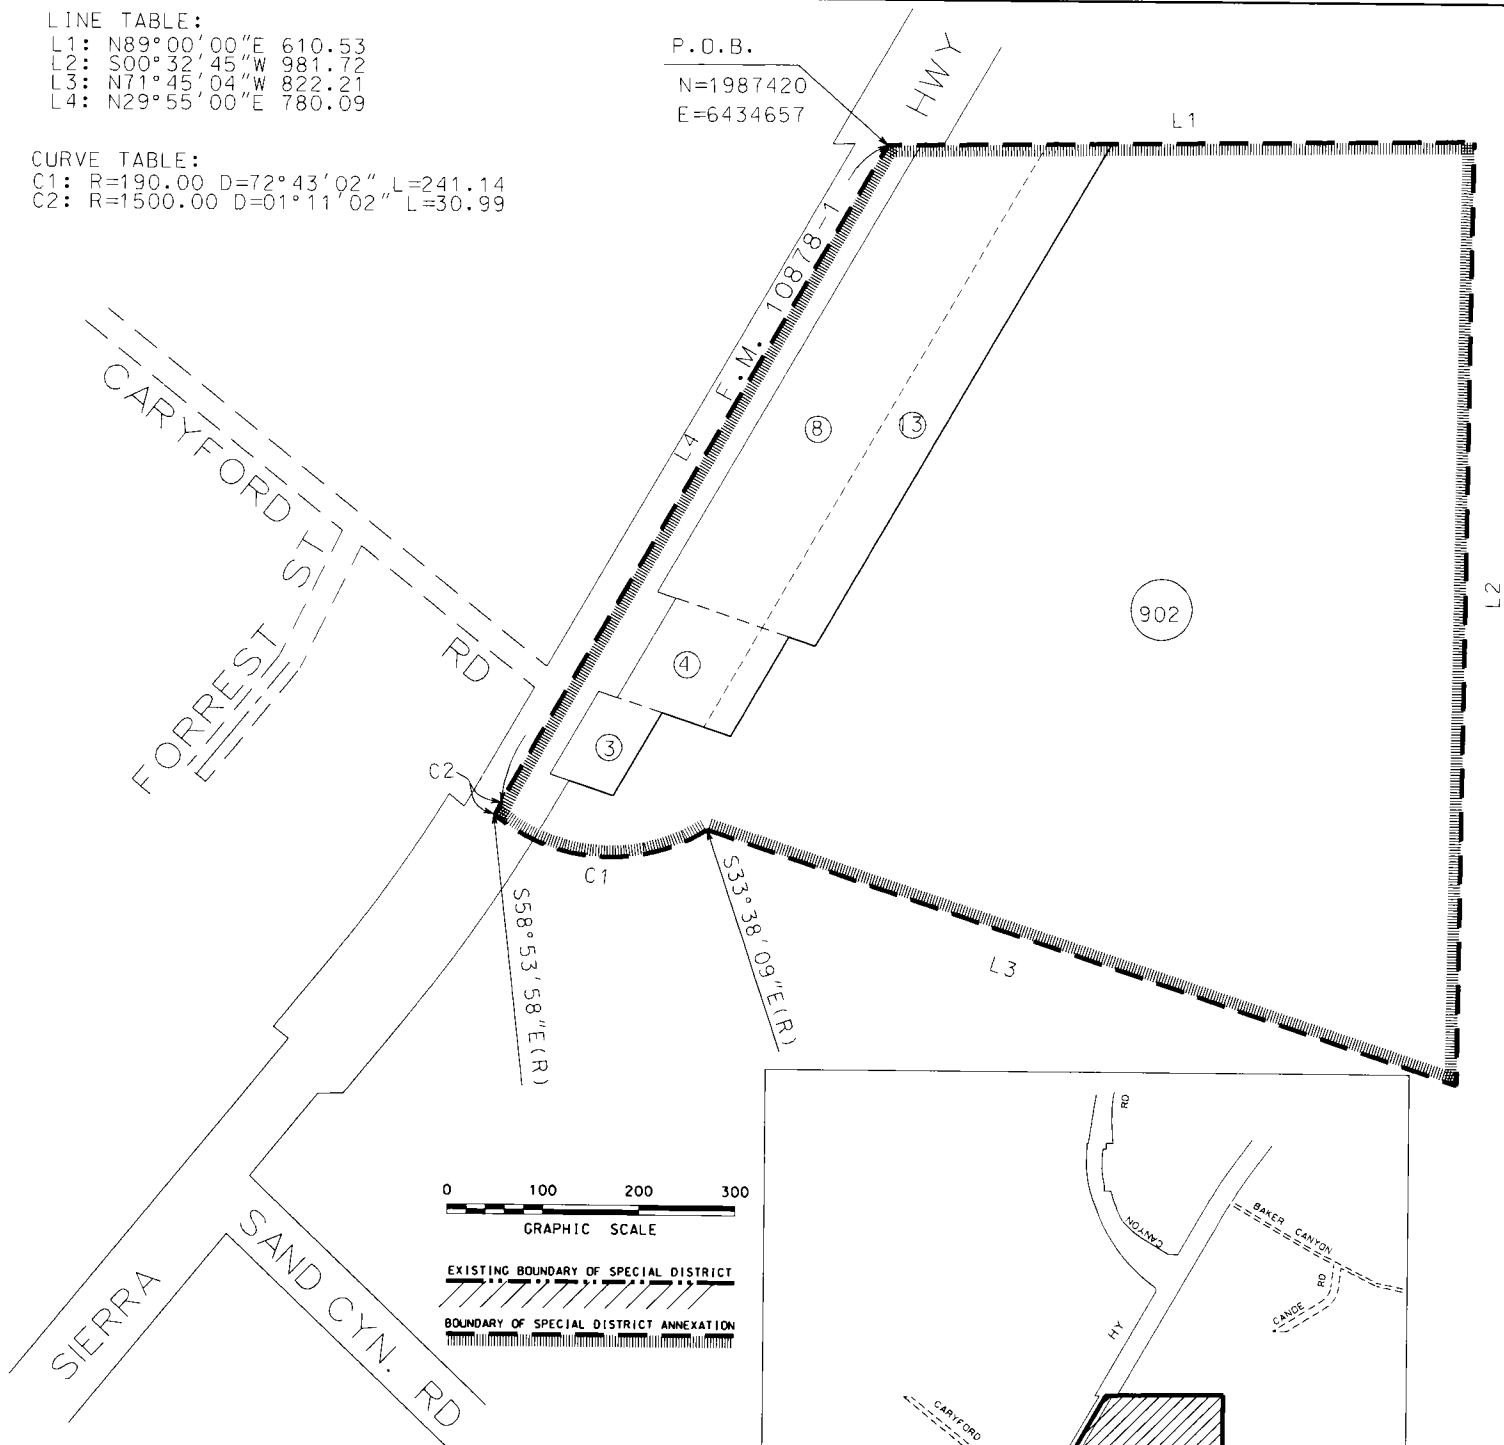 LINE TABLE:
L1: N89°00'00"E 610.53
L2: S00°32'45"W 981.72
L3: N71°45'04"W 822.21
L4: N29°55'00"E 780.09
CURVE TABLE:
C1: R=190.00 D=72°43'02" L=241.14
C2: R=1500.00 D=01°11'02" L=30.99
P.O.B.
N=1987420
E=6434657
HWY
L1
F.M. 10878-1
L4
8
13
CARYFORD
RD
FORREST ST
902
L2
4
3
C2
C1
S58°53'58"E(R)
S33°38'09"E(R)
L3
SIERRA
SAND CYN. RD
0 100 200 300
GRAPHIC SCALE
EXISTING BOUNDARY OF SPECIAL DISTRICT
BOUNDARY OF SPECIAL DISTRICT ANNEXATION
RD
CANYON
BAKER CANYON
RD
CANDE
HY
CARYFORD